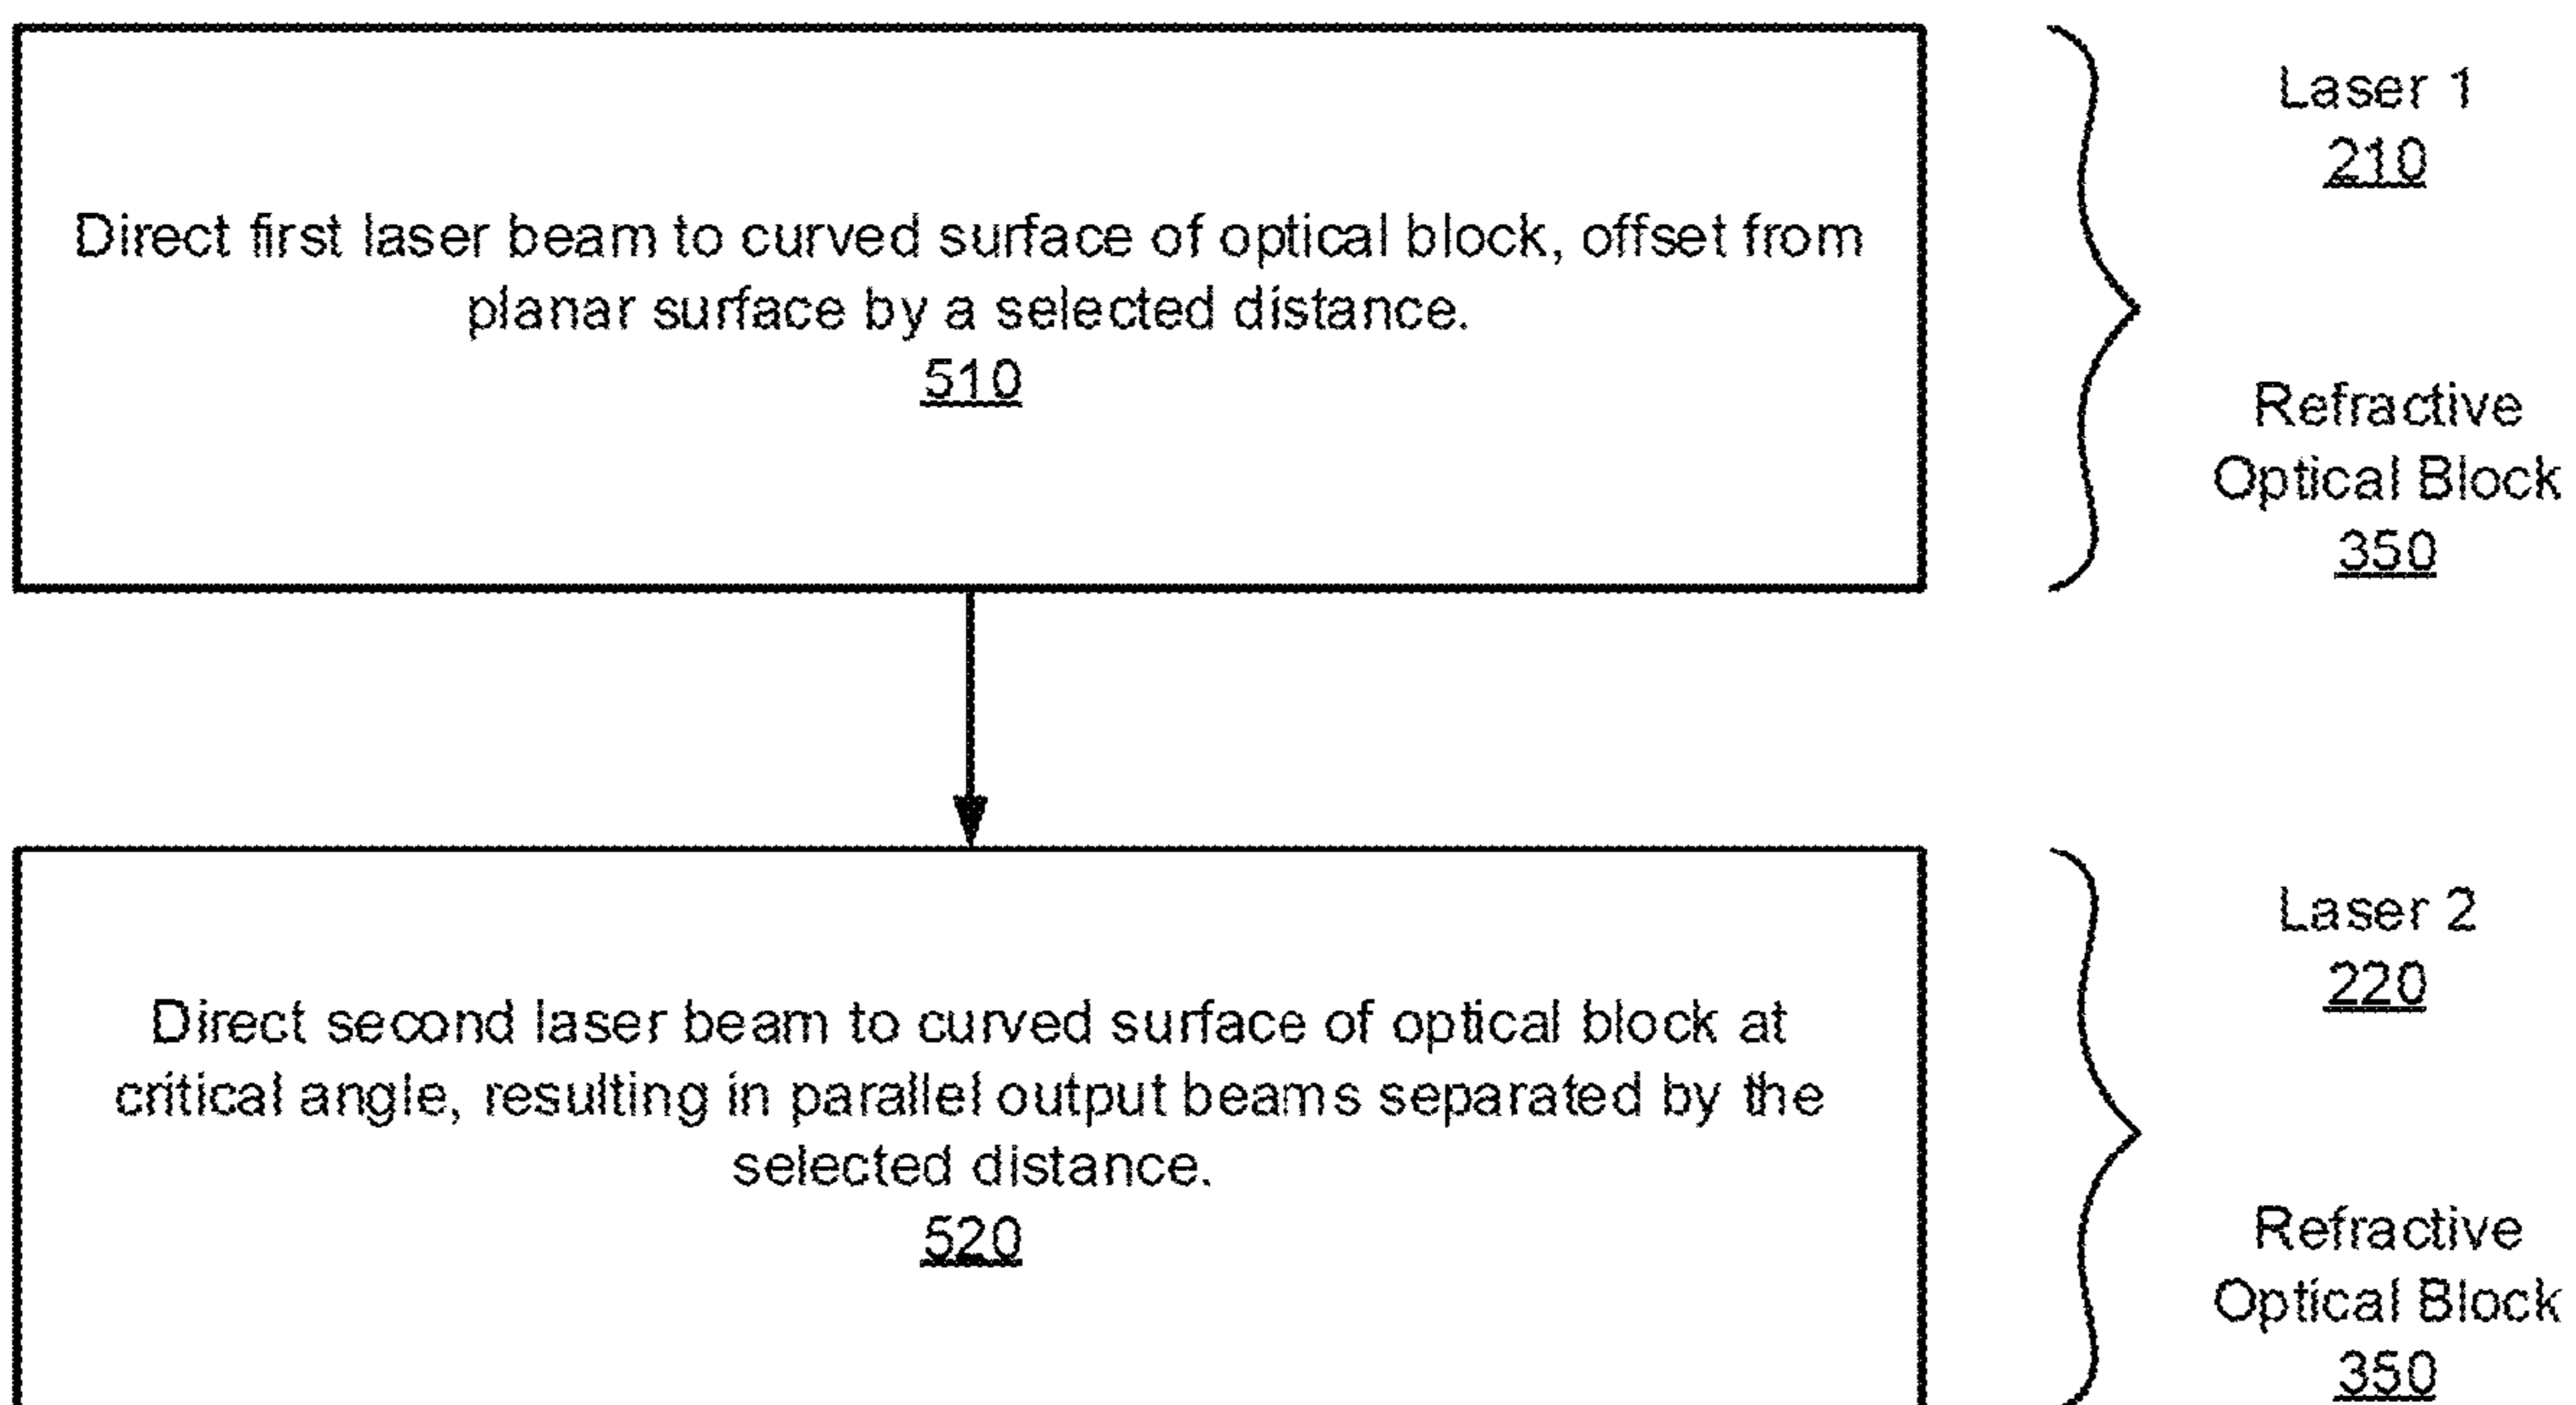 Direct first laser beam to curved surface of optical block, offset from
planar surface by a selected distance.
510
Laser 1
210
Refractive
Optical Block
350
Direct second laser beam to curved surface of optical block at
critical angle, resulting in parallel output beams separated by the
selected distance.
520
Laser 2
220
Refractive
Optical Block
350